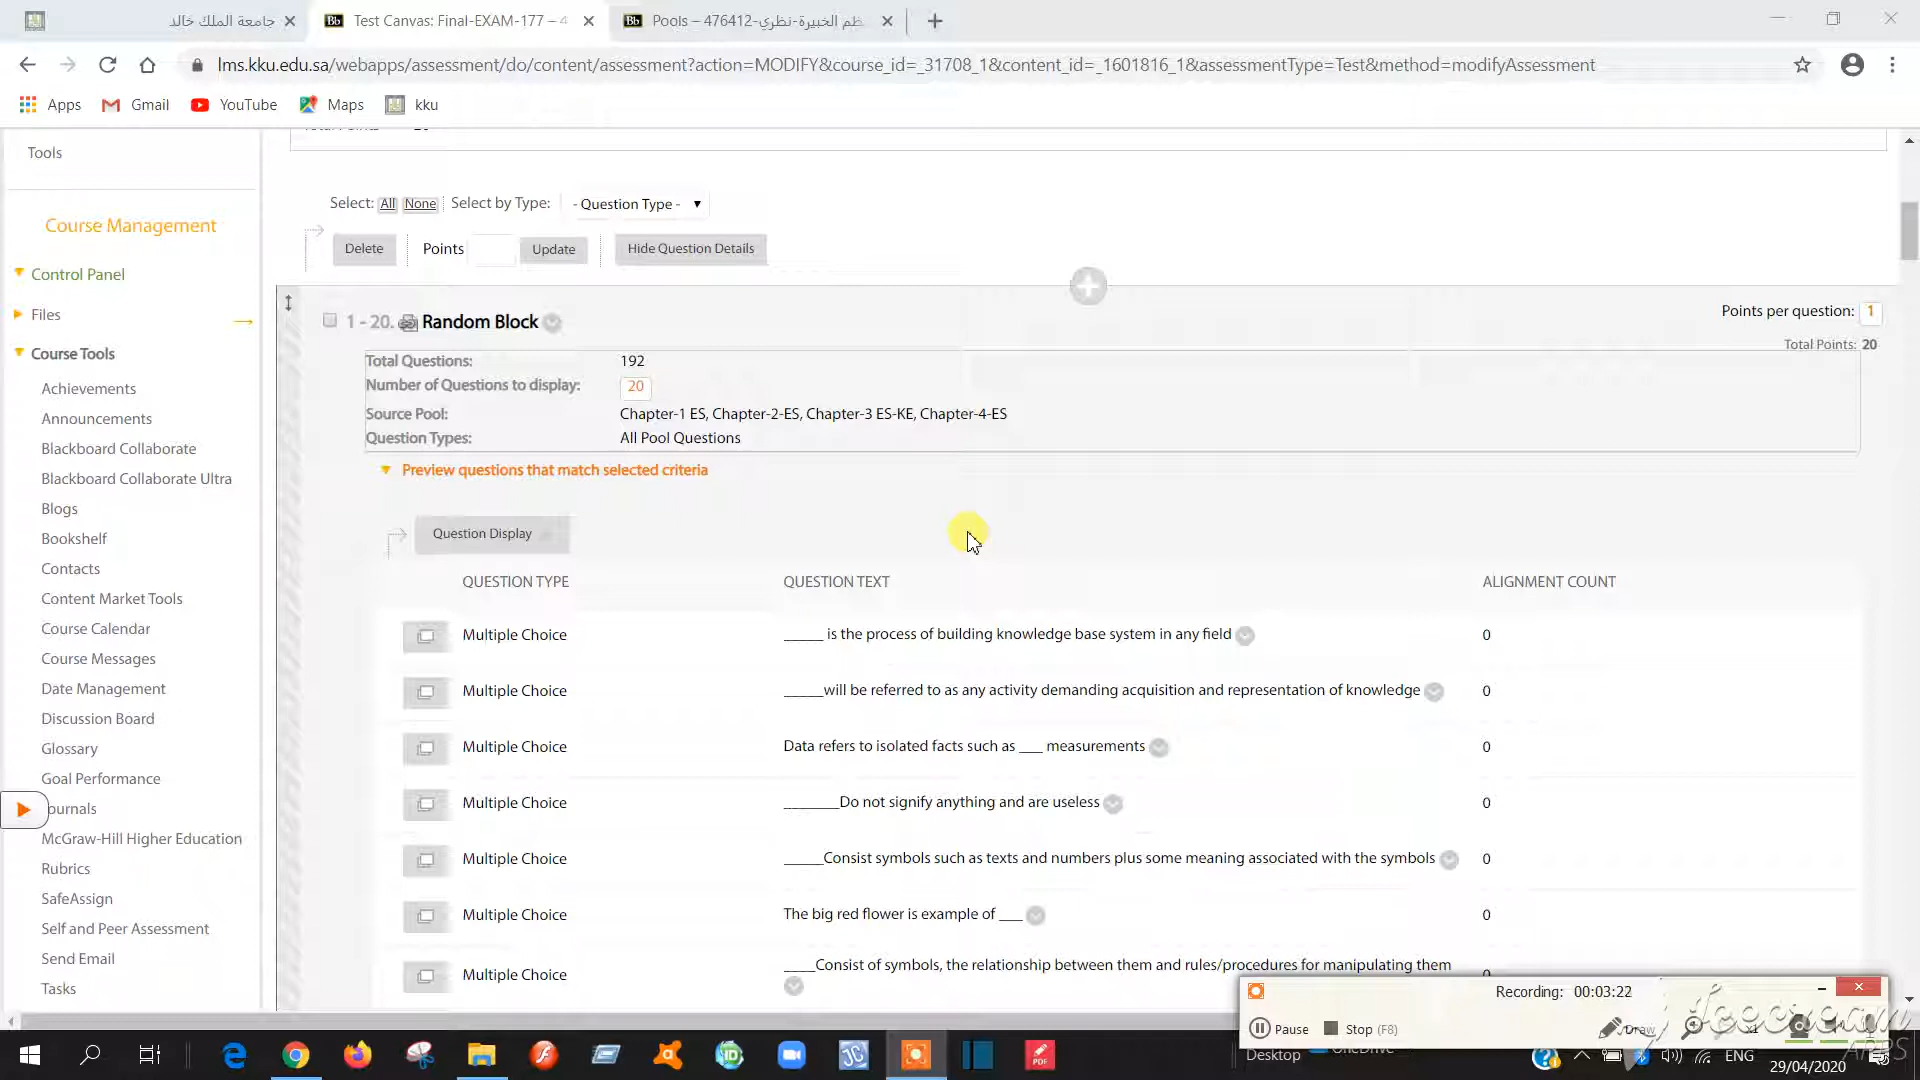 جامعة الملك خالد
Test Canvas: Final-EXAM-177 – 4
Pools – 476412-نظم الخبيرة-نظري
lms.kku.edu.sa/webapps/assessment/do/content/assessment?action=MODIFY&course_id=_31708_1&content_id=_1601816_1&assessmentType=Test&method=modifyAssessment
Apps Gmail YouTube Maps kku
Tools
Course Management
Control Panel
Files
Course Tools
Achievements
Announcements
Blackboard Collaborate
Blackboard Collaborate Ultra
Blogs
Bookshelf
Contacts
Content Market Tools
Course Calendar
Course Messages
Date Management
Discussion Board
Glossary
Goal Performance
ournals
McGraw-Hill Higher Education
Rubrics
SafeAssign
Self and Peer Assessment
Send Email
Tasks
Select: All None Select by Type: - Question Type -
Delete Points Update Hide Question Details
1 - 20. Random Block
Points per question: 1
Total Points: 20
Total Questions: 192
Number of Questions to display: 20
Source Pool: Chapter-1 ES, Chapter-2-ES, Chapter-3 ES-KE, Chapter-4-ES
Question Types: All Pool Questions
Preview questions that match selected criteria
Question Display
QUESTION TYPE QUESTION TEXT ALIGNMENT COUNT
Multiple Choice _____ is the process of building knowledge base system in any field 0
Multiple Choice _____will be referred to as any activity demanding acquisition and representation of knowledge 0
Multiple Choice Data refers to isolated facts such as ___ measurements 0
Multiple Choice _______Do not signify anything and are useless 0
Multiple Choice _____Consist symbols such as texts and numbers plus some meaning associated with the symbols 0
Multiple Choice The big red flower is example of ___ 0
Multiple Choice ____Consist of symbols, the relationship between them and rules/procedures for manipulating them 0
Recording: 00:03:22
Pause Stop (F8) Draw
Icecream
APPS
Desktop OneDrive
ENG
29/04/2020